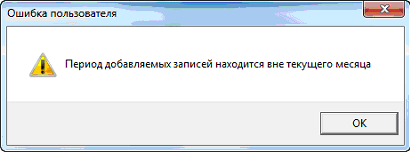 Ошибка пользователя
Период добавляемых записей находится вне текущего месяца
OK